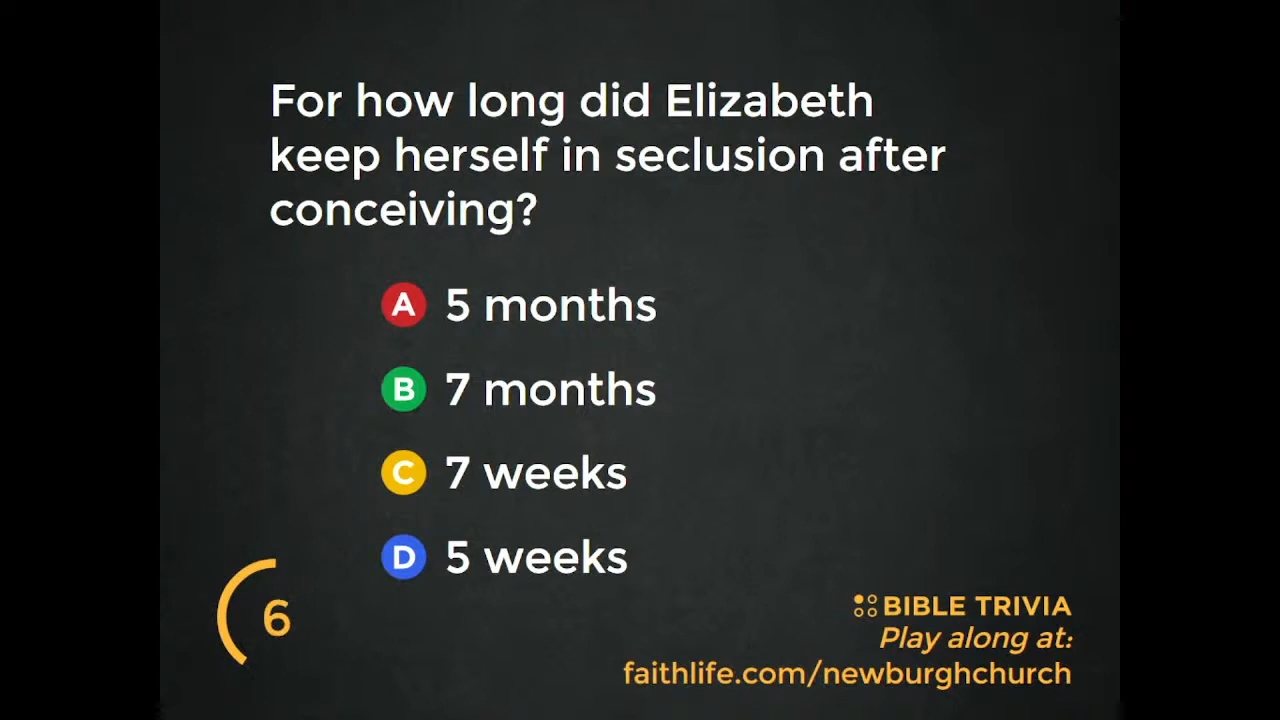 For how long did Elizabeth
keep herself in seclusion after
conceiving?
A 5 months
B 7 months
C 7 weeks
D 5 weeks
6
BIBLE TRIVIA
Play along at:
faithlife.com/newburghchurch